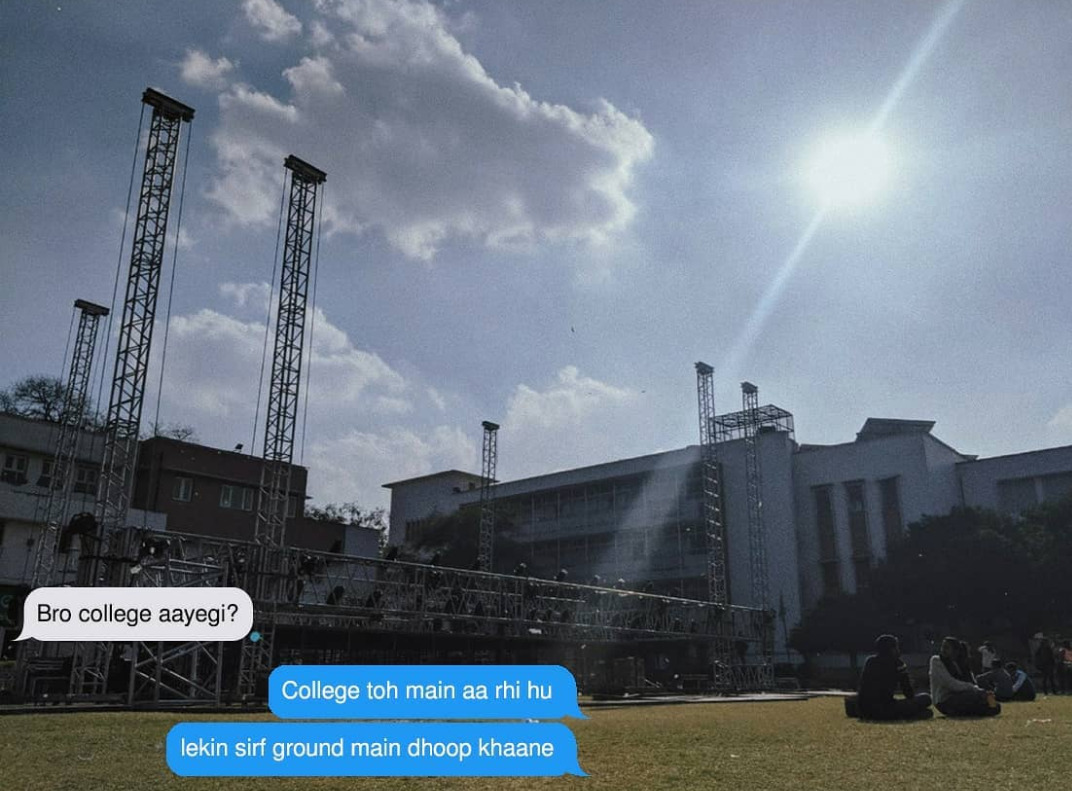 Bro college aayegi?
College toh main aa rhi hu
lekin sirf ground main dhoop khaane